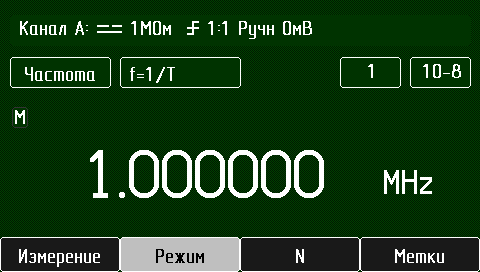 Канал А: 1МОм 1:1 Ручн 0мВ
Частота f=1/T 1 10-8
М
1.000000 MHz
Измерение Режим N Метки